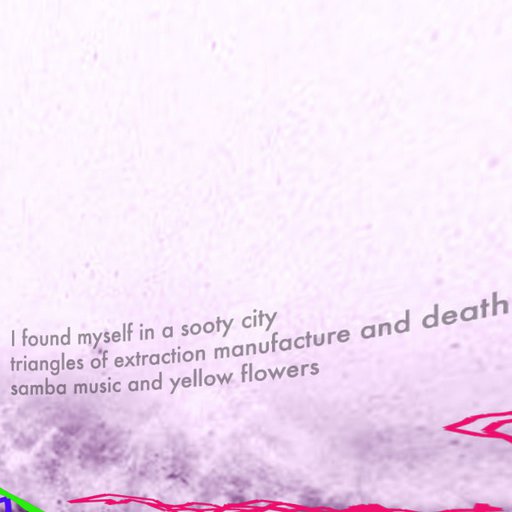 I found myself in a sooty city
triangles of extraction manufacture and death
samba music and yellow flowers